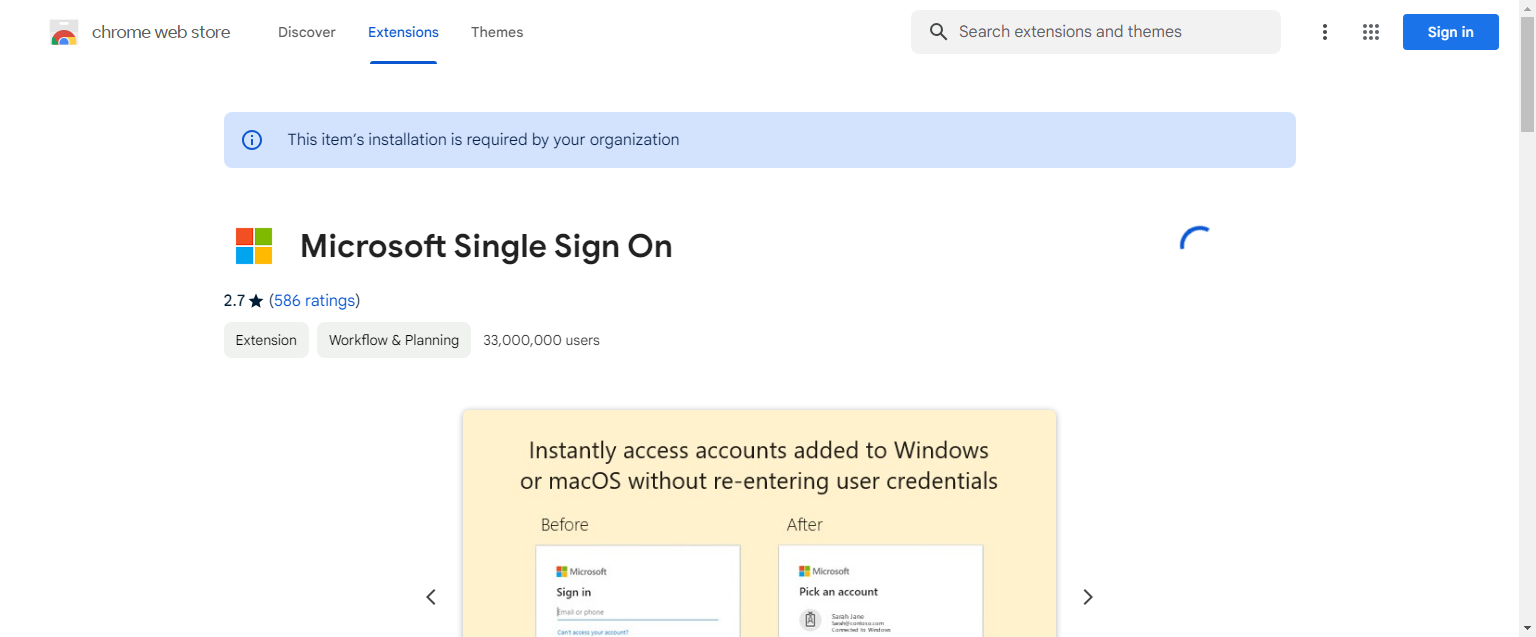 chrome web store
Discover
Extensions
Themes
Search extensions and themes
Sign in
This item's installation is required by your organization
Microsoft Single Sign On
2.7 ★ (586 ratings)
Extension
Workflow & Planning
33,000,000 users
Instantly access accounts added to Windows
or macOS without re-entering user credentials
Before
After
Microsoft
Sign in
Email or phone
Can't access your account?
Microsoft
Pick an account
Sarah Jane
Sarah@contoso.com
Connected to Windows